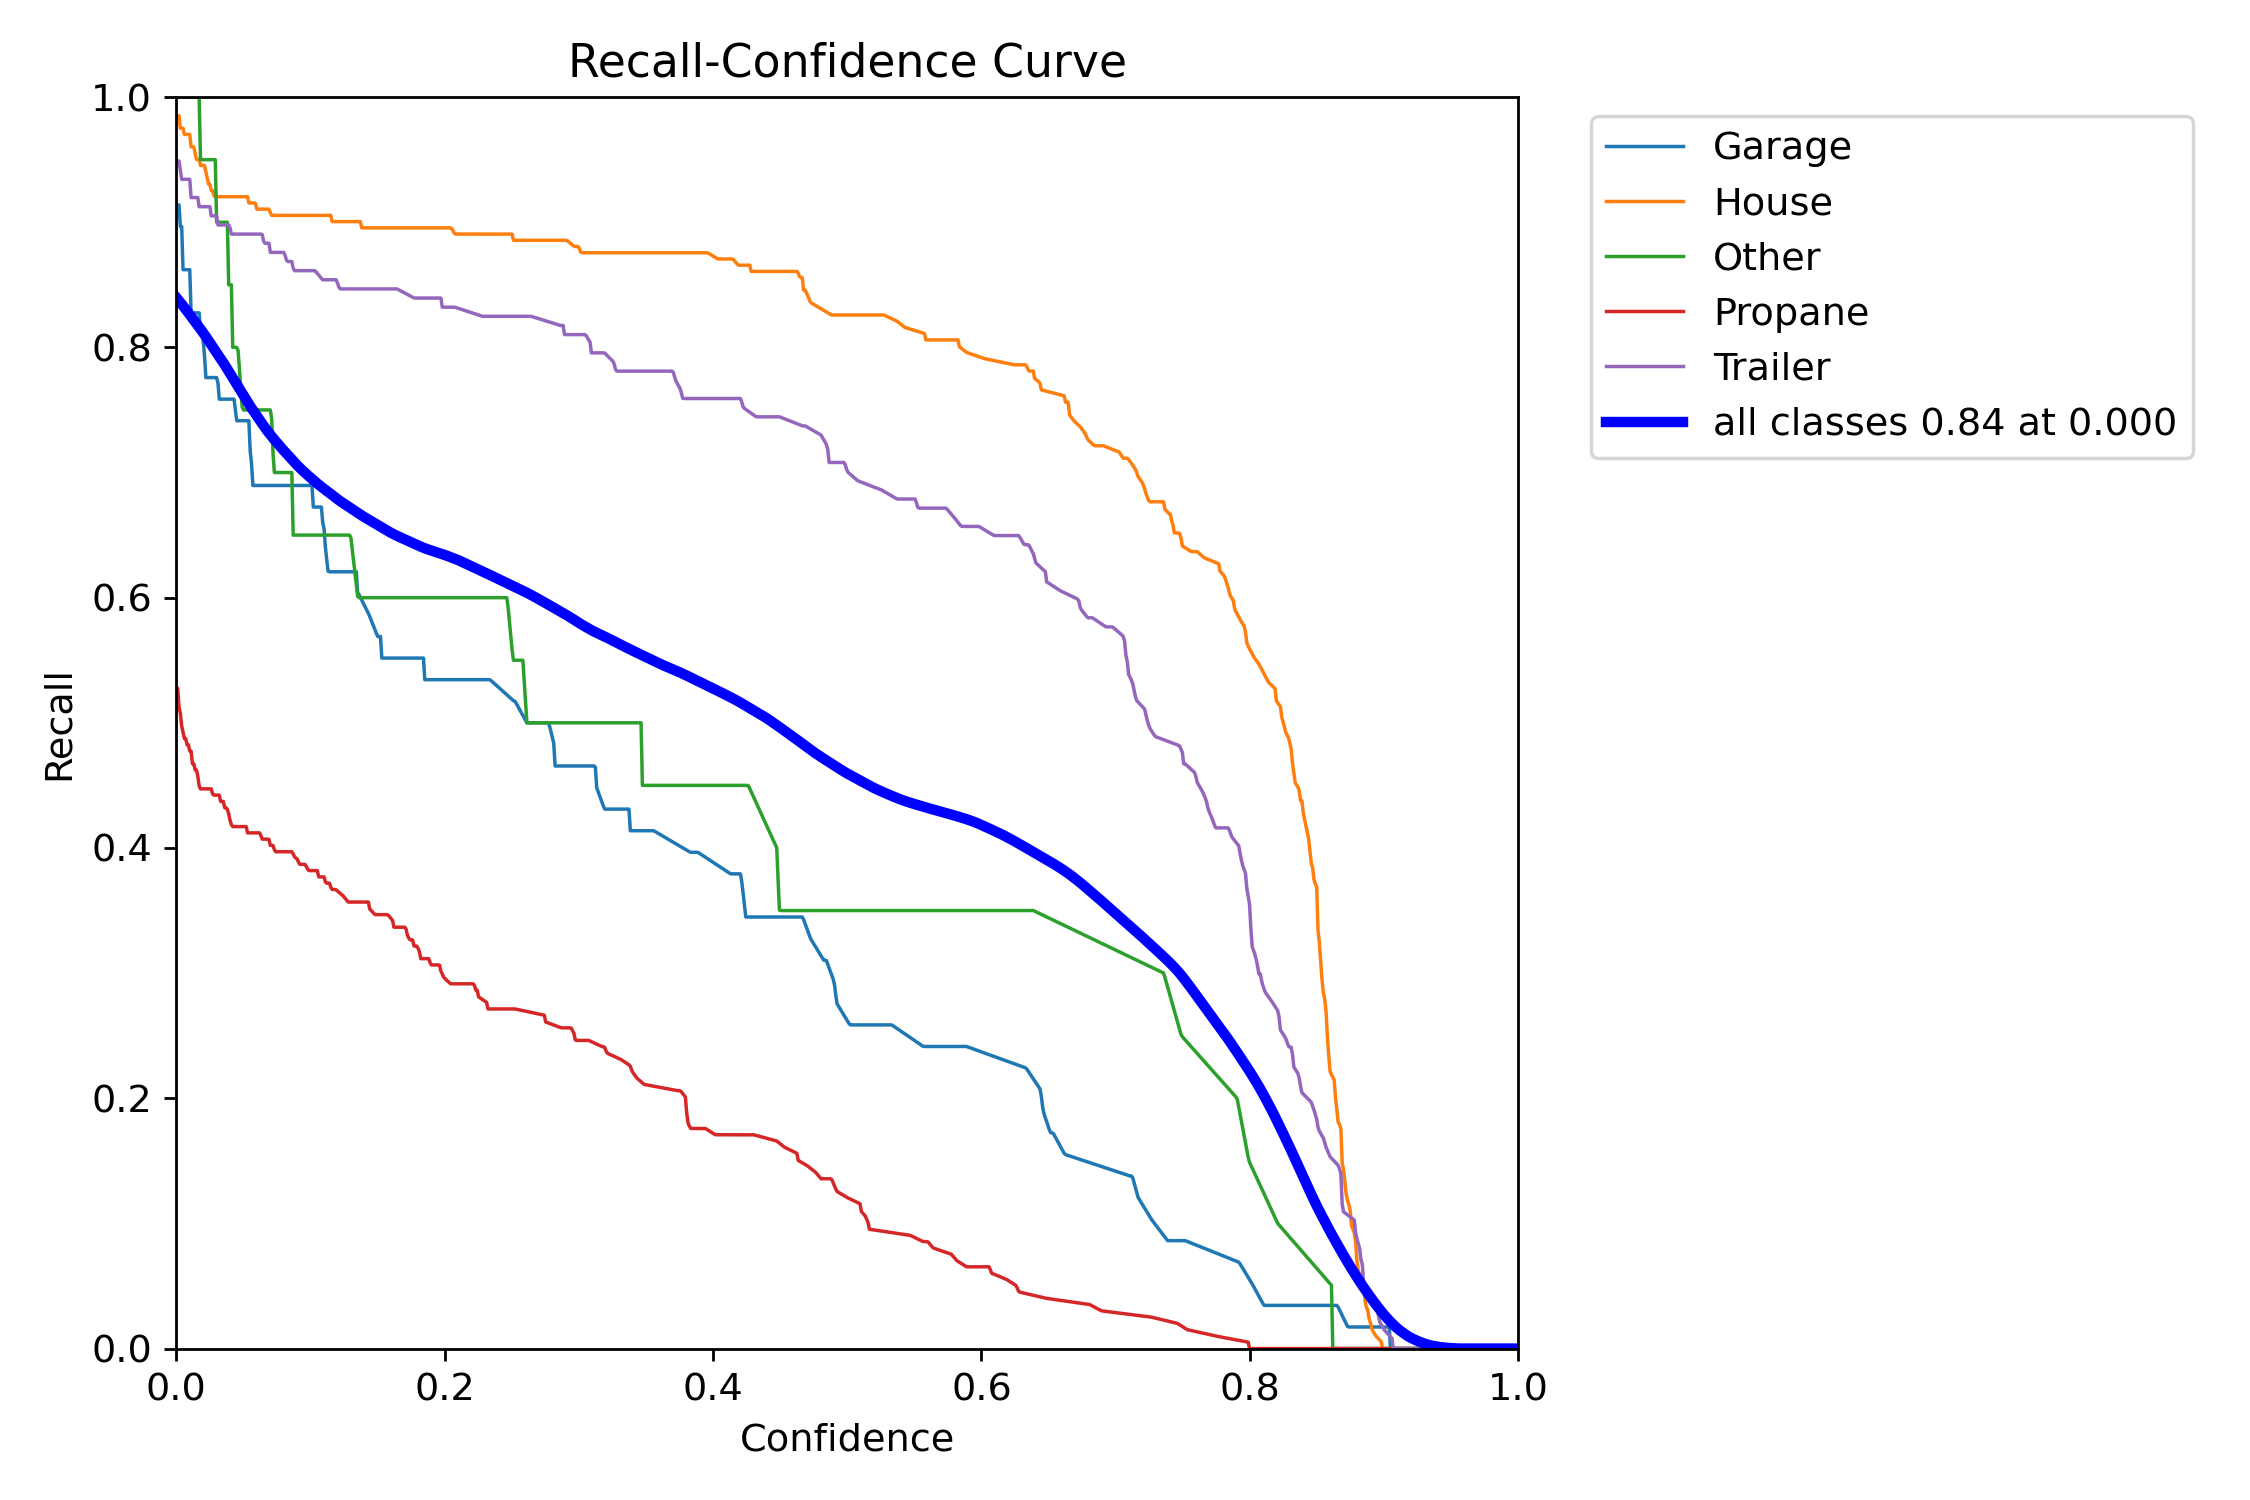 Recall-Confidence Curve
1.0
0.8
0.6
0.4
0.2
0.0
Recall
0.0 0.2 0.4 0.6 0.8 1.0
Confidence
Garage
House
Other
Propane
Trailer
all classes 0.84 at 0.000